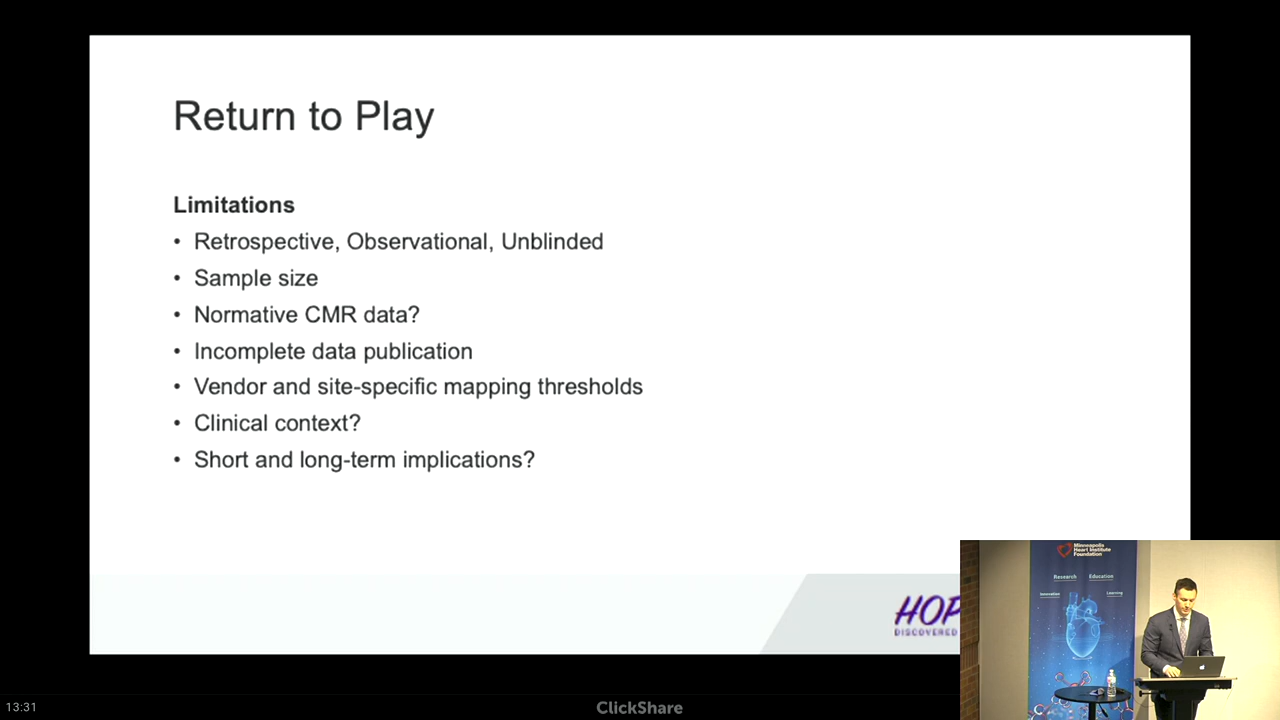 Return to Play
Limitations
• Retrospective, Observational, Unblinded
• Sample size
• Normative CMR data?
• Incomplete data publication
• Vendor and site-specific mapping thresholds
• Clinical context?
• Short and long-term implications?
HOP
DISCOVERED
Minneapolis
Heart Institute
Foundation
Research Education
Innovation Learning
13:31
ClickShare